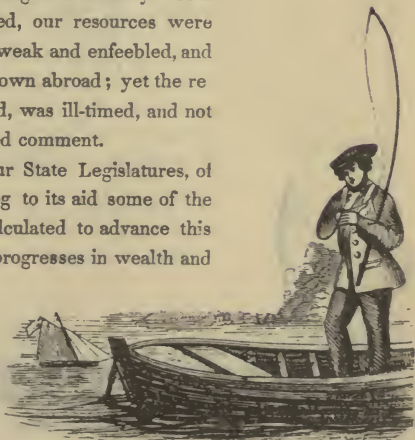 ed, our resources were
weak and enfeebled, and
own abroad; yet the re
d, was ill-timed, and not
d comment.
ur State Legislatures, of
g to its aid some of the
lculated to advance this
progresses in wealth and